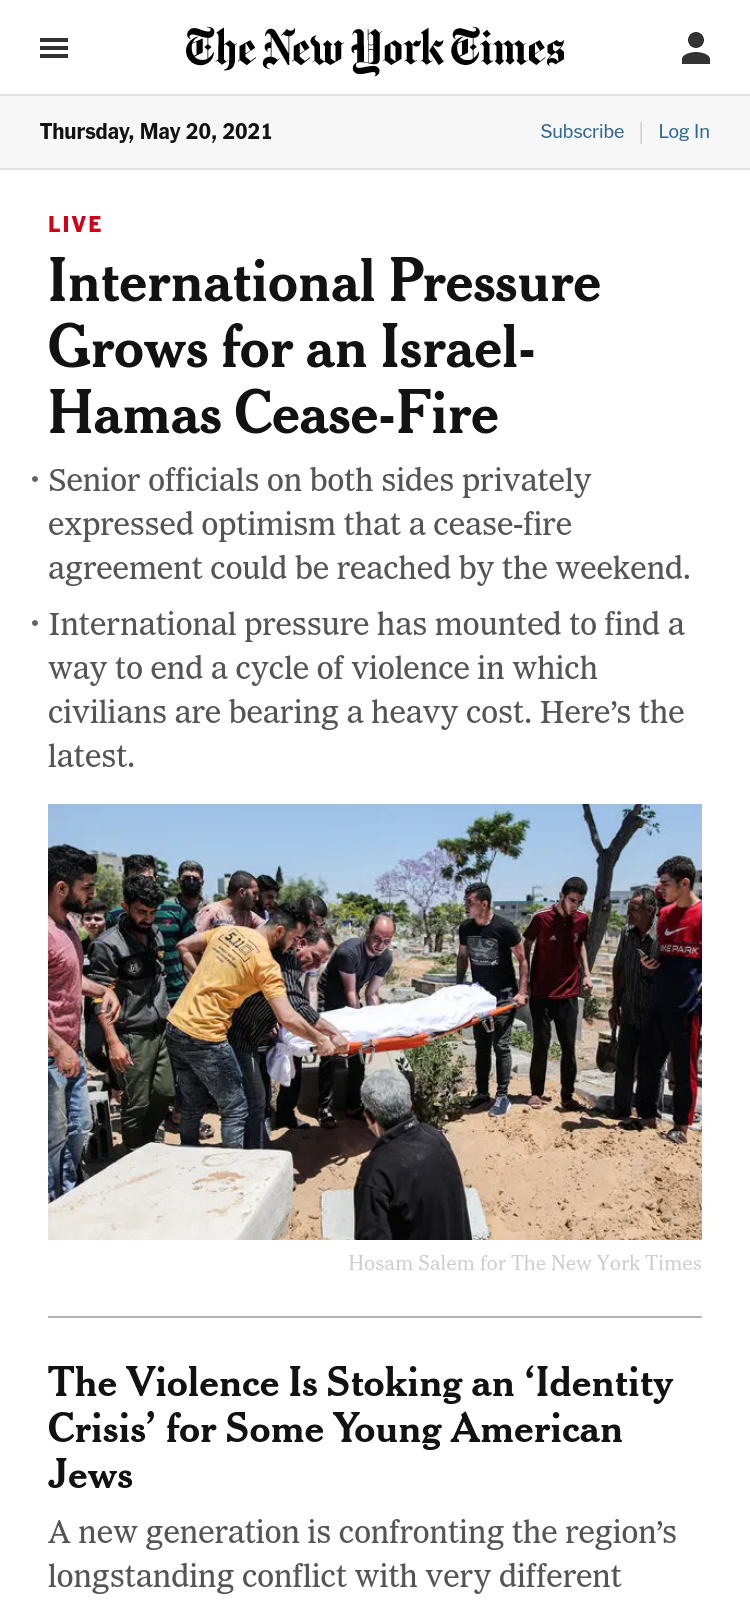 The New York Times
Thursday, May 20, 2021
Subscribe | Log In
LIVE
International Pressure
Grows for an Israel-
Hamas Cease-Fire
• Senior officials on both sides privately
expressed optimism that a cease-fire
agreement could be reached by the weekend.
• International pressure has mounted to find a
way to end a cycle of violence in which
civilians are bearing a heavy cost. Here’s the
latest.
5.11
Hosam Salem for The New York Times
The Violence Is Stoking an ‘Identity
Crisis’ for Some Young American
Jews
A new generation is confronting the region’s
longstanding conflict with very different